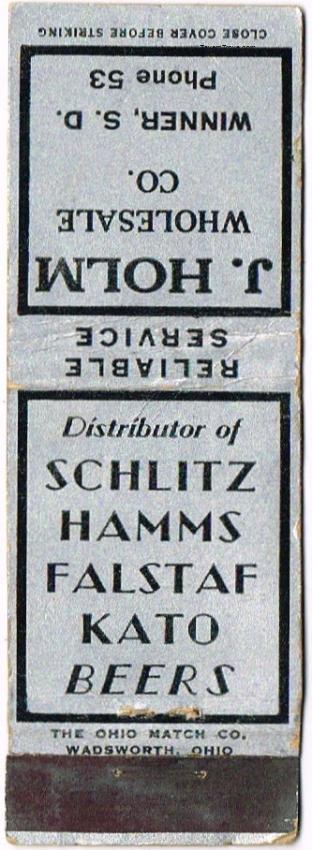 J. HOLM
WHOLESALE
CO.
WINNER, S. D.
Phone 53
CLOSE COVER BEFORE STRIKING
RELIABLE
SERVICE
Distributor of
SCHLITZ
HAMMS
FALSTAF
KATO
BEERS
THE OHIO MATCH CO.
WADSWORTH, OHIO